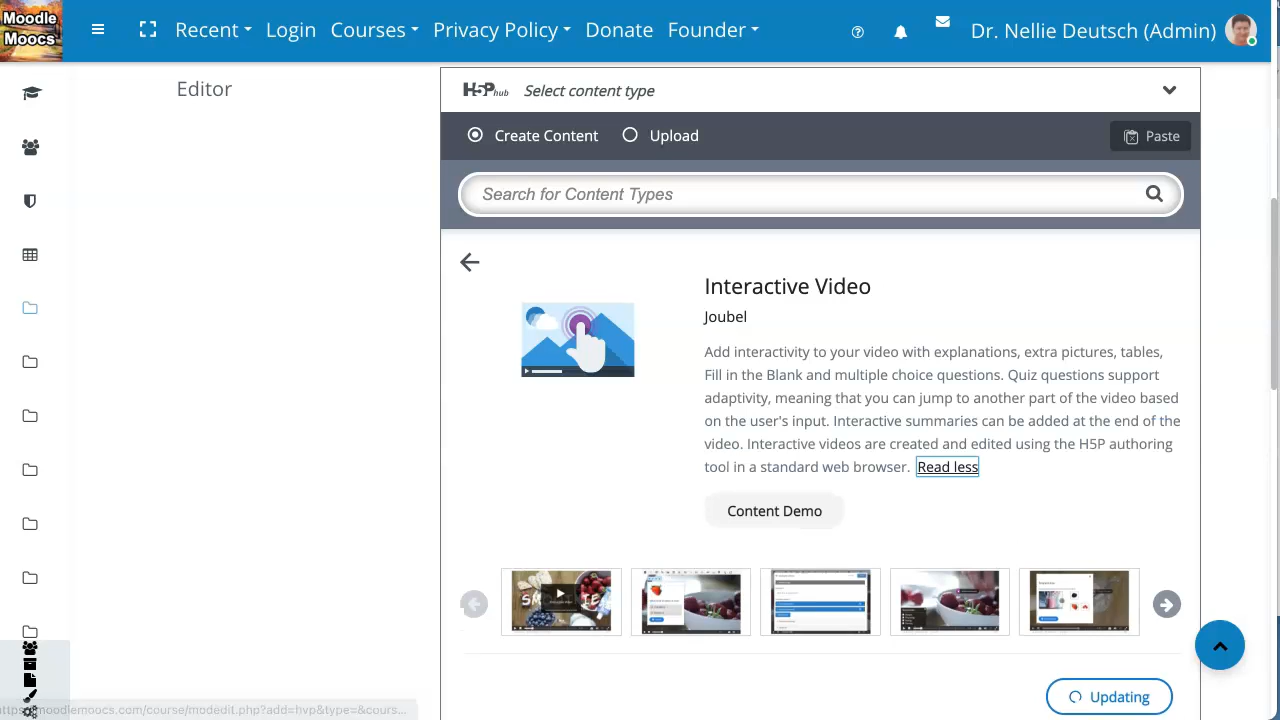 Moodle
Moocs
Recent
Login
Courses
Privacy Policy
Donate
Founder
Dr. Nellie Deutsch (Admin)
Editor
H5P hub
Select content type
Create Content
Upload
Paste
Search for Content Types
Interactive Video
Joubel
Add interactivity to your video with explanations, extra pictures, tables,
Fill in the Blank and multiple choice questions. Quiz questions support
adaptivity, meaning that you can jump to another part of the video based
on the user's input. Interactive summaries can be added at the end of the
video. Interactive videos are created and edited using the H5P authoring
tool in a standard web browser. Read less
Content Demo
Updating
https://moodlemoocs.com/course/modedit.php?add=hvp&type=&cours...